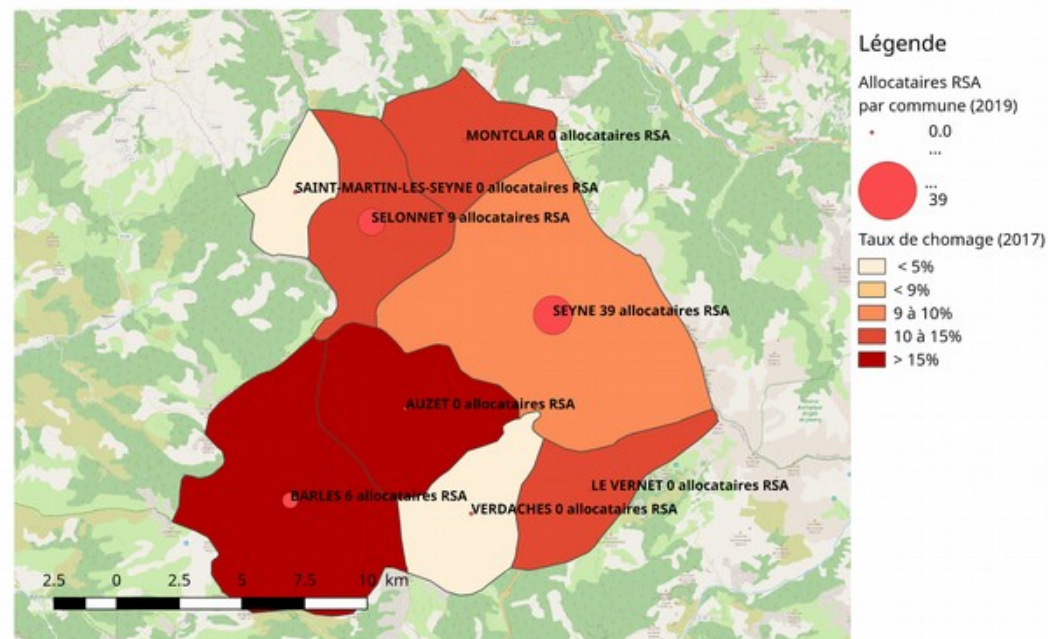 MONTCLAR 0 allocataires RSA
SAINT-MARTIN-LES-SEYNE 0 allocataires RSA
SELONNET 9 allocataires RSA
SEYNE 39 allocataires RSA
AUZET 0 allocataires RSA
LE VERNET 0 allocataires RSA
BARLES 6 allocataires RSA
VERDACHES 0 allocataires RSA
2.5 0 2.5 5 7.5 10 km
Légende
Allocataires RSA
par commune (2019)
0.0
...
...
39
Taux de chomage (2017)
< 5%
< 9%
9 à 10%
10 à 15%
> 15%